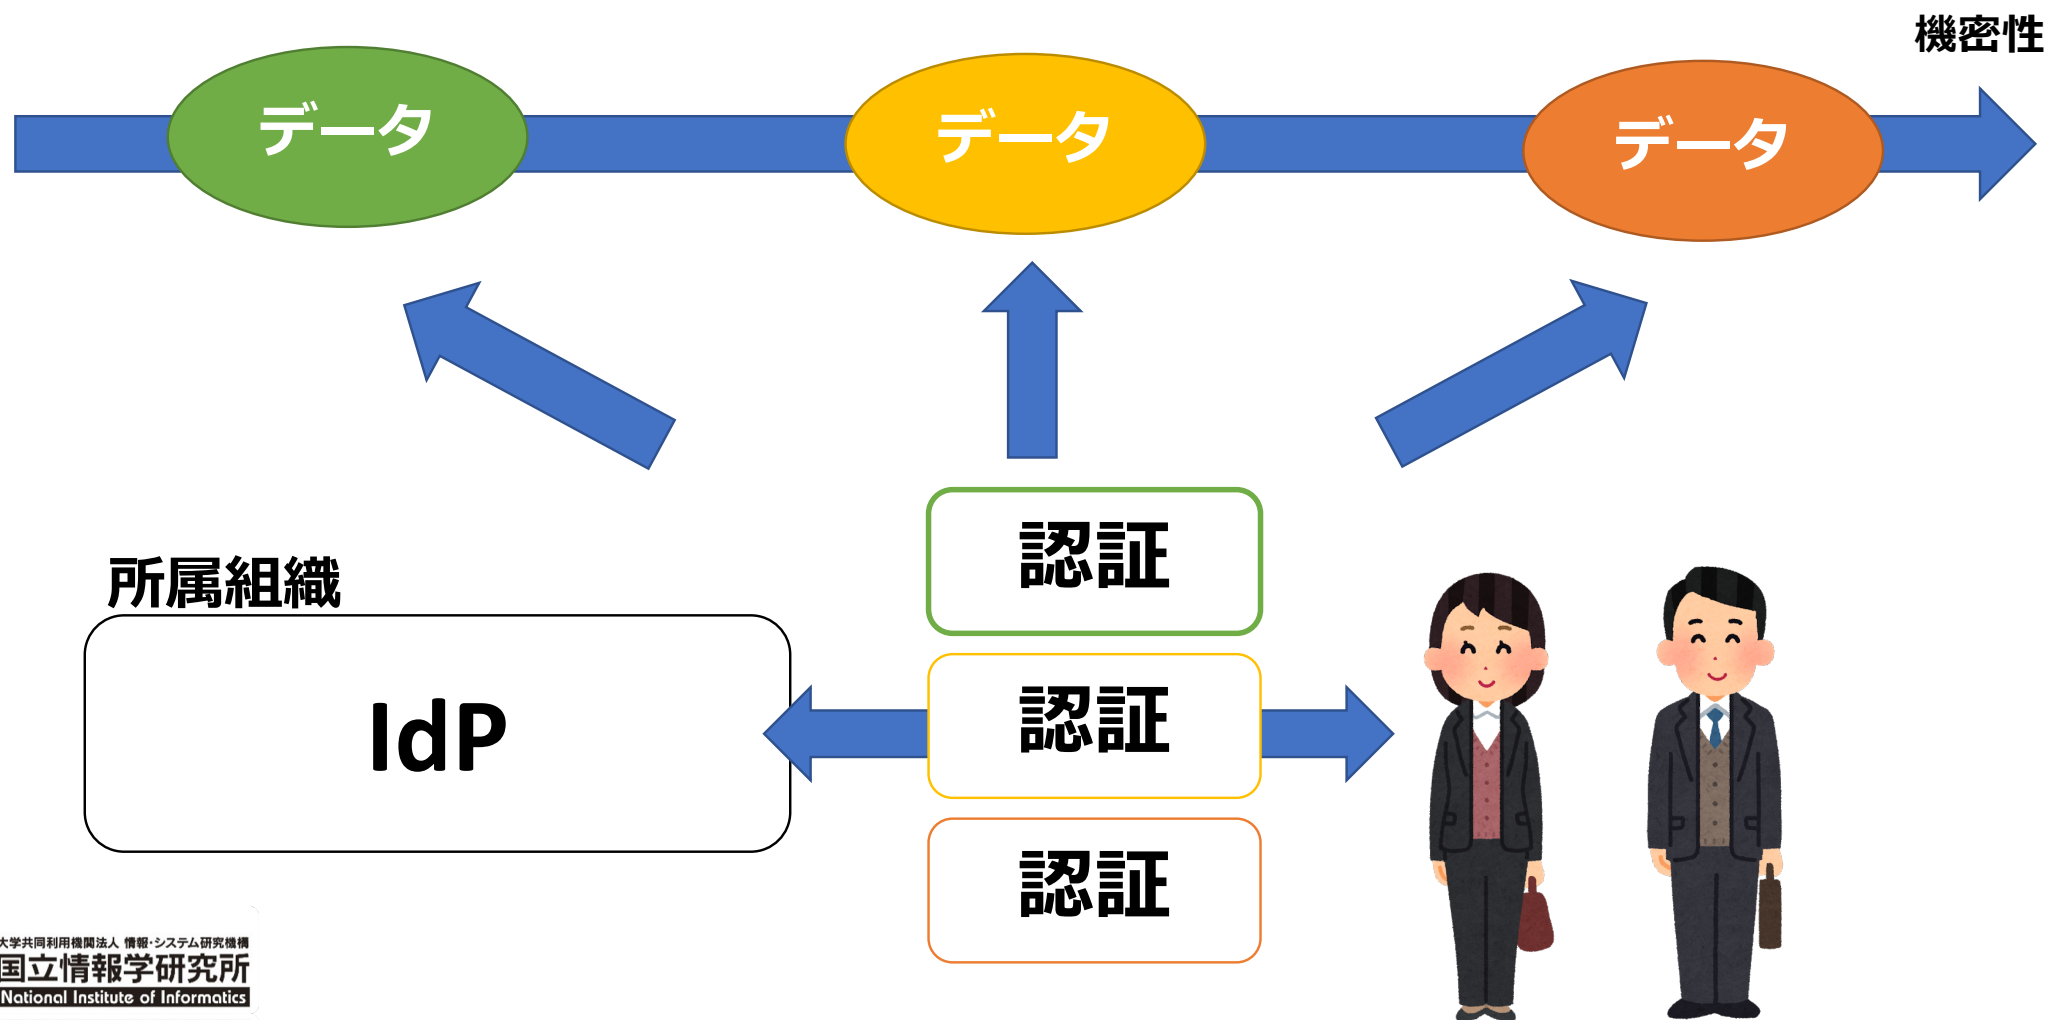 機密性
データ
データ
データ
認証
所属組織
IdP
認証
認証
大学共同利用機関法人 情報・システム研究機構
国立情報学研究所
National Institute of Informatics